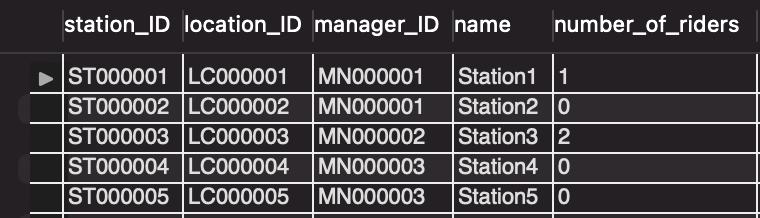 station_ID location_ID manager_ID name number_of_riders
ST000001 LC000001 MN000001 Station1 1
ST000002 LC000002 MN000001 Station2 0
ST000003 LC000003 MN000002 Station3 2
ST000004 LC000004 MN000003 Station4 0
ST000005 LC000005 MN000003 Station5 0